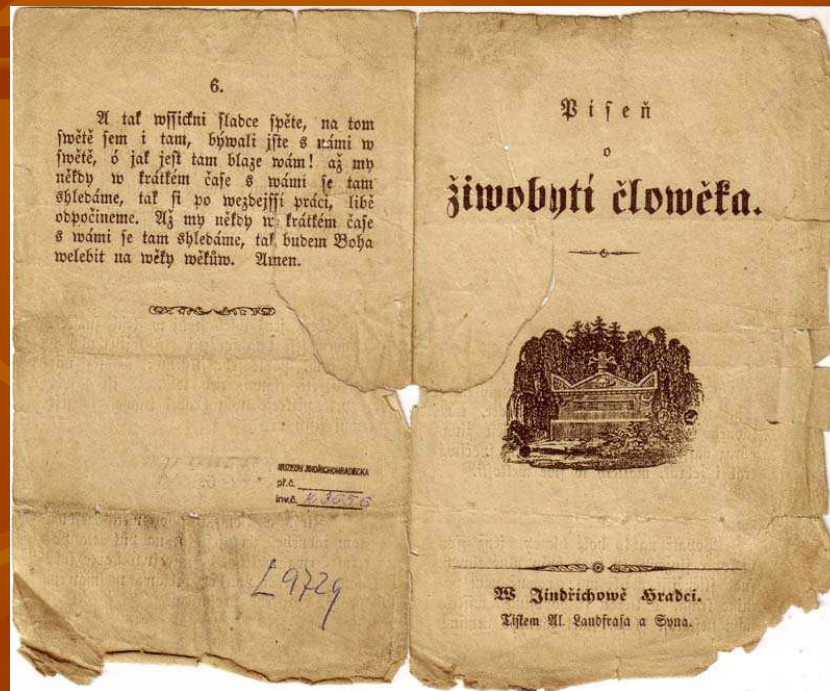 6.
A tak wssickni sladce spěte, na tom
swětě sem i tam, býwali jste s námi w
swětě, ó jak jest tam blaze wám! až my
někdy w krátkém čase s wámi se tam
shledáme, tak si po wezdejssí práci, libě
odpočineme. Až my někdy w krátkém čase
s wámi se tam shledáme, tak budem Boha
welebit na wěky wěkůw. Amen.
MUZEUM JINDŘICHOHRADECKA
př.č.
inv.č. K 3656
L 9729
Píseň
o
žiwobytí člowěka.
W Jindřichowě Hradci.
Tiskem Al. Landfrasa a Syna.